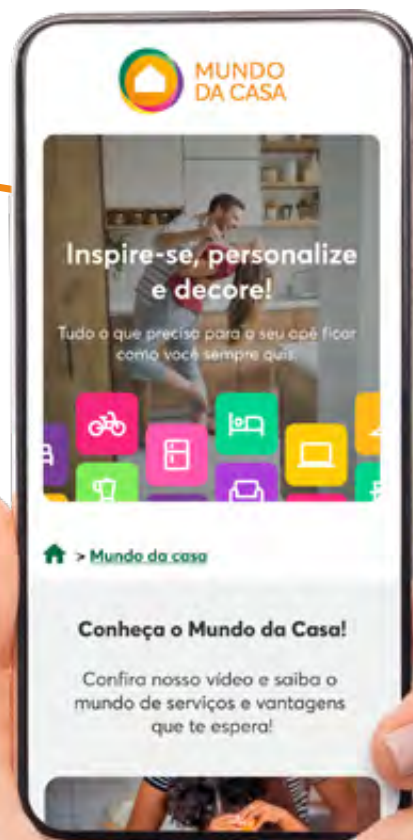 MUNDO
DA CASA
Inspire-se, personalize
e decore!
Tudo o que precisa para o seu apê ficar
como você sempre quis.
> Mundo da casa
Conheça o Mundo da Casa!
Confira nosso vídeo e saiba o
mundo de serviços e vantagens
que te espera!